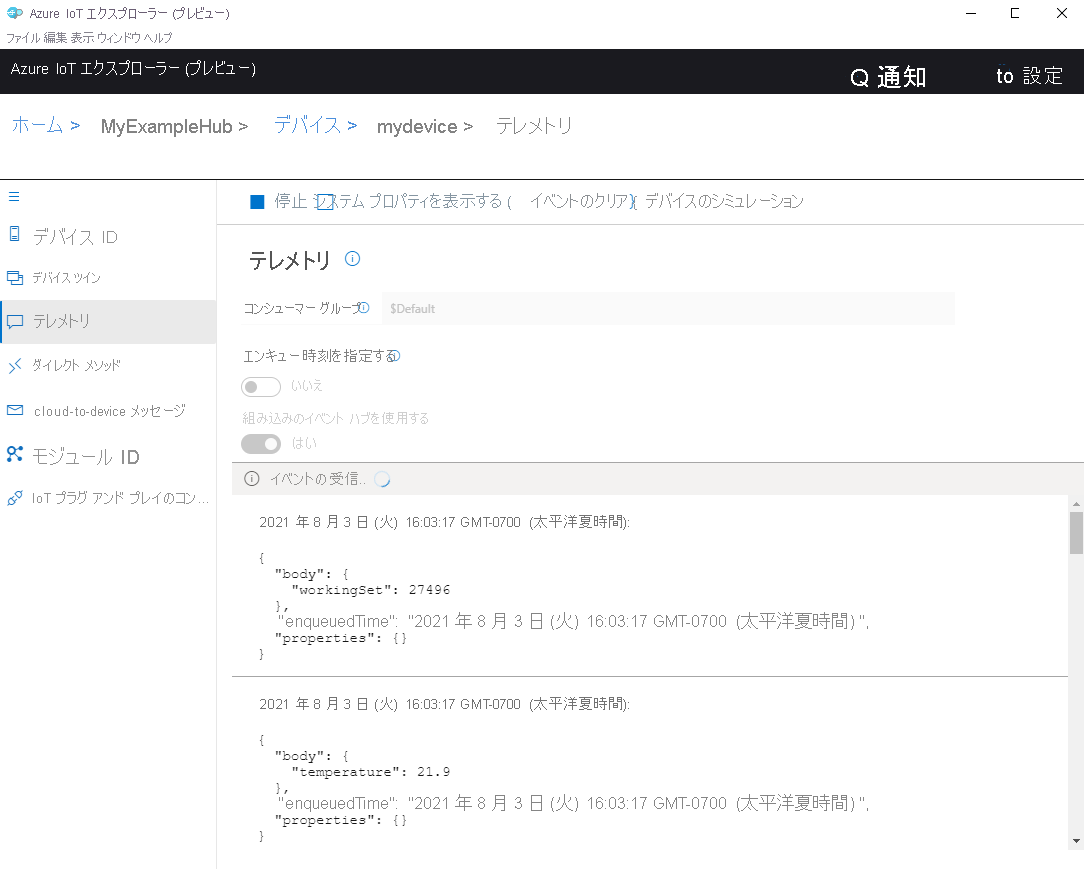 Azure IoT エクスプローラー (プレビュー)
ファイル 編集 表示 ウィンドウ ヘルプ
Azure IoT エクスプローラー (プレビュー)
Q 通知 to 設定
ホーム > MyExampleHub > デバイス > mydevice > テレメトリ
停止 システム プロパティを表示する ( イベントのクリア){ デバイスのシミュレーション
デバイス ID
デバイス ツイン
テレメトリ
ダイレクト メソッド
cloud-to-device メッセージ
モジュール ID
IoT プラグ アンド プレイのコン...
テレメトリ
コンシューマー グループ $Default
エンキュー時刻を指定する
いいえ
組み込みのイベント ハブを使用する
はい
イベントの受信..
2021 年 8 月 3 日 (火) 16:03:17 GMT-0700 (太平洋夏時間):
{
"body": {
"workingSet": 27496
},
"enqueuedTime": "2021 年 8 月 3 日 (火) 16:03:17 GMT-0700 (太平洋夏時間) ",
"properties": {}
}
2021 年 8 月 3 日 (火) 16:03:17 GMT-0700 (太平洋夏時間):
{
"body": {
"temperature": 21.9
},
"enqueuedTime": "2021 年 8 月 3 日 (火) 16:03:17 GMT-0700 (太平洋夏時間) ",
"properties": {}
}